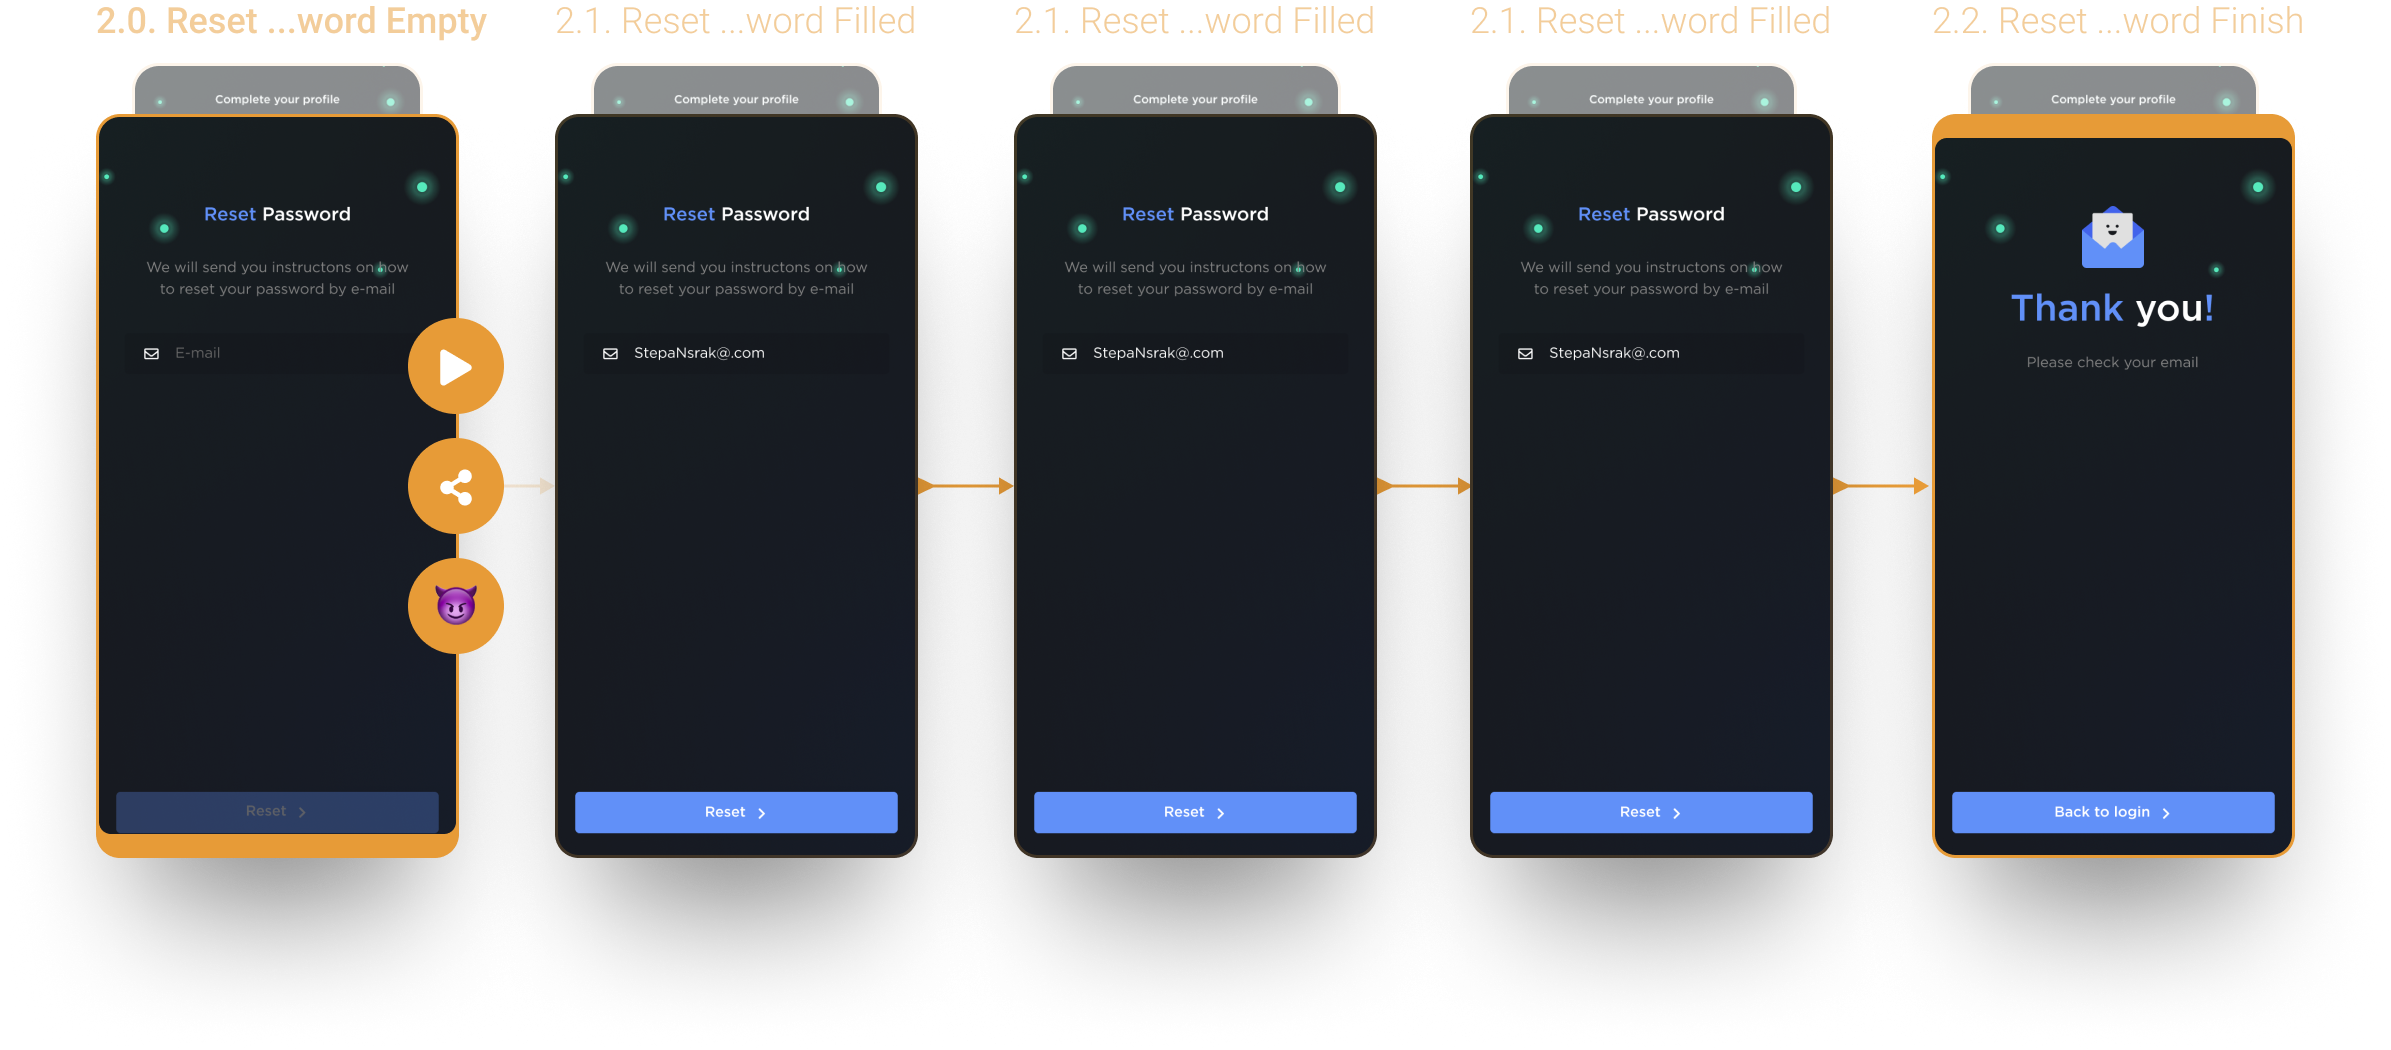 2.0. Reset ...word Empty
2.1. Reset ...word Filled
2.1. Reset ...word Filled
2.1. Reset ...word Filled
2.2. Reset ...word Finish
Complete your profile
Complete your profile
Complete your profile
Complete your profile
Complete your profile
Reset Password
We will send you instructons on how
to reset your password by e-mail
E-mail
Reset
Reset Password
We will send you instructons on how
to reset your password by e-mail
StepaNsrak@.com
Reset
Reset Password
We will send you instructons on how
to reset your password by e-mail
StepaNsrak@.com
Reset
Reset Password
We will send you instructons on how
to reset your password by e-mail
StepaNsrak@.com
Reset
Thank you!
Please check your email
Back to login